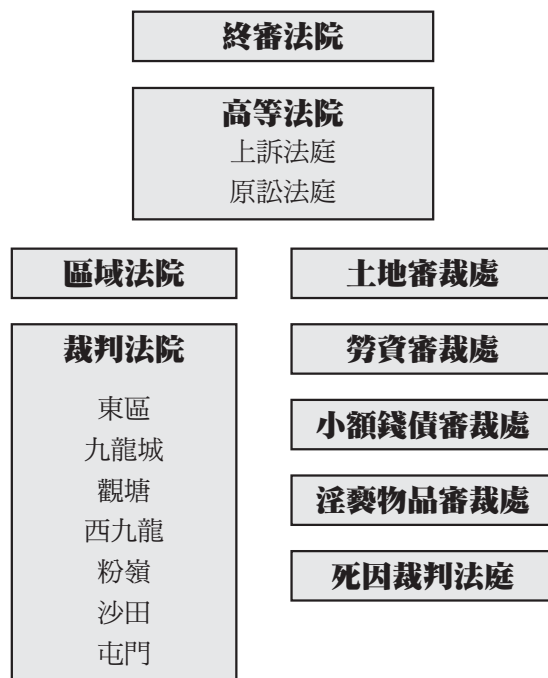 終審法院
高等法院
上訴法庭
原訟法庭
區域法院
土地審裁處
裁判法院
東區
九龍城
觀塘
西九龍
粉嶺
沙田
屯門
勞資審裁處
小額錢債審裁處
淫褻物品審裁處
死因裁判法庭